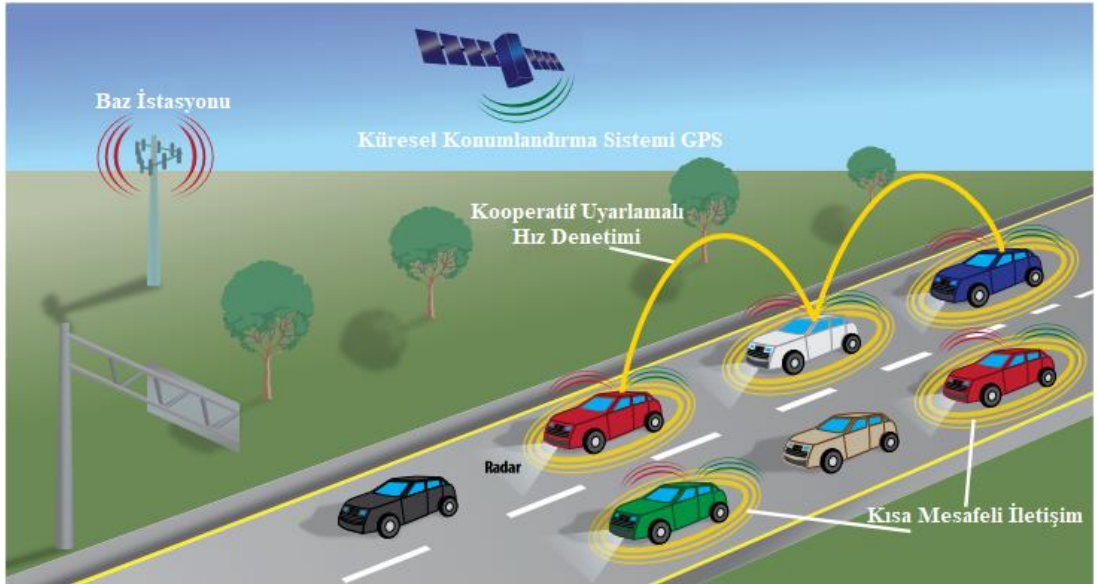 Baz İstasyonu
Küresel Konumlandırma Sistemi GPS
Kooperatif Uyarlamalı
Hız Denetimi
Radar
Kısa Mesafeli İletişim